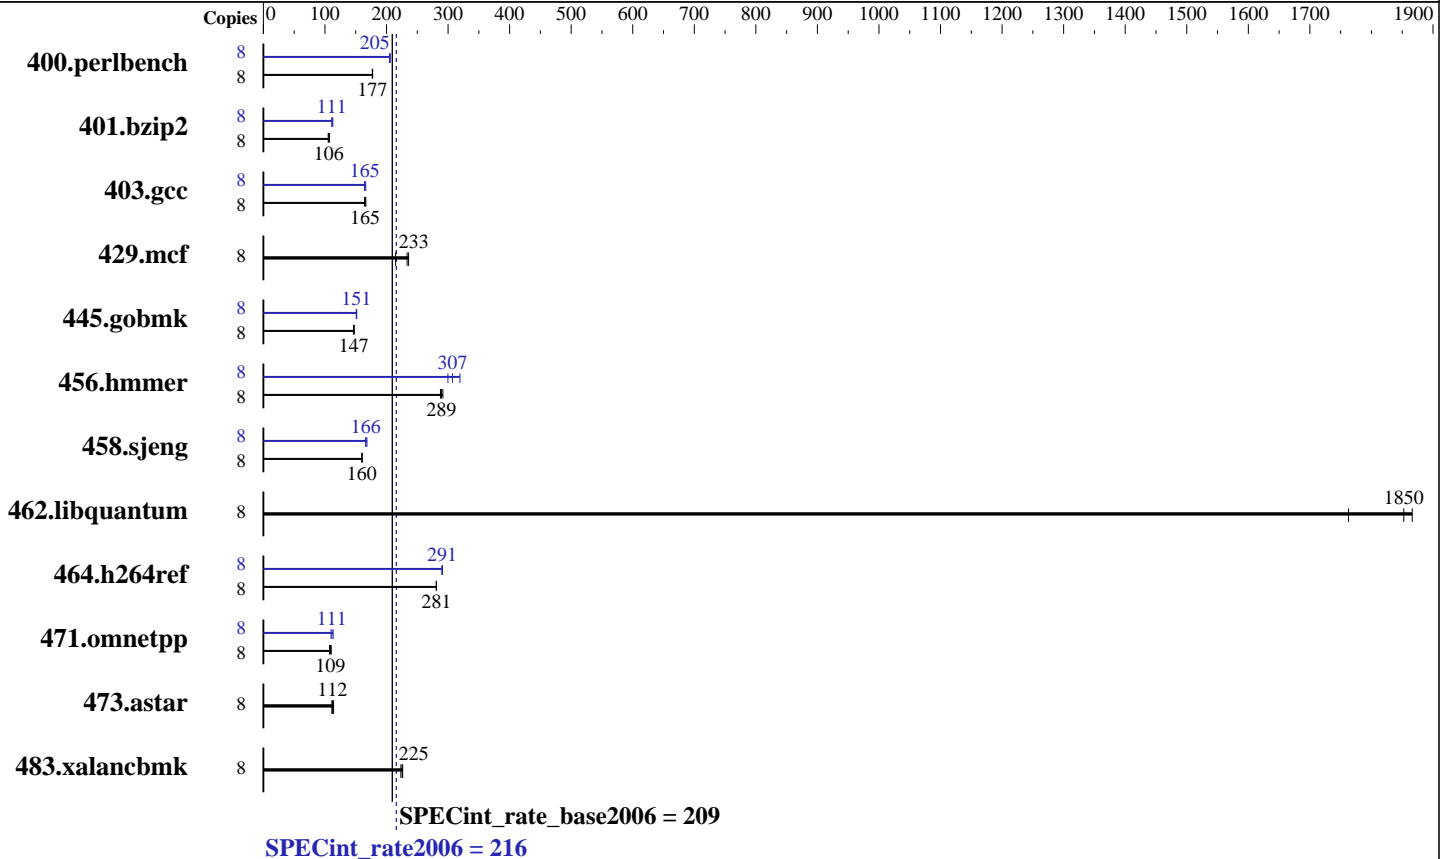 Copies 0 100 200 300 400 500 600 700 800 900 1000 1100 1200 1300 1400 1500 1600 1700 1900
400.perlbench 8 205
8 177
401.bzip2 8 111
8 106
403.gcc 8 165
8 165
429.mcf 8 233
445.gobmk 8 151
8 147
456.hmmer 8 307
8 289
458.sjeng 8 166
8 160
462.libquantum 8 1850
464.h264ref 8 291
8 281
471.omnetpp 8 111
8 109
473.astar 8 112
483.xalancbmk 8 225
SPECint_rate_base2006 = 209
SPECint_rate2006 = 216